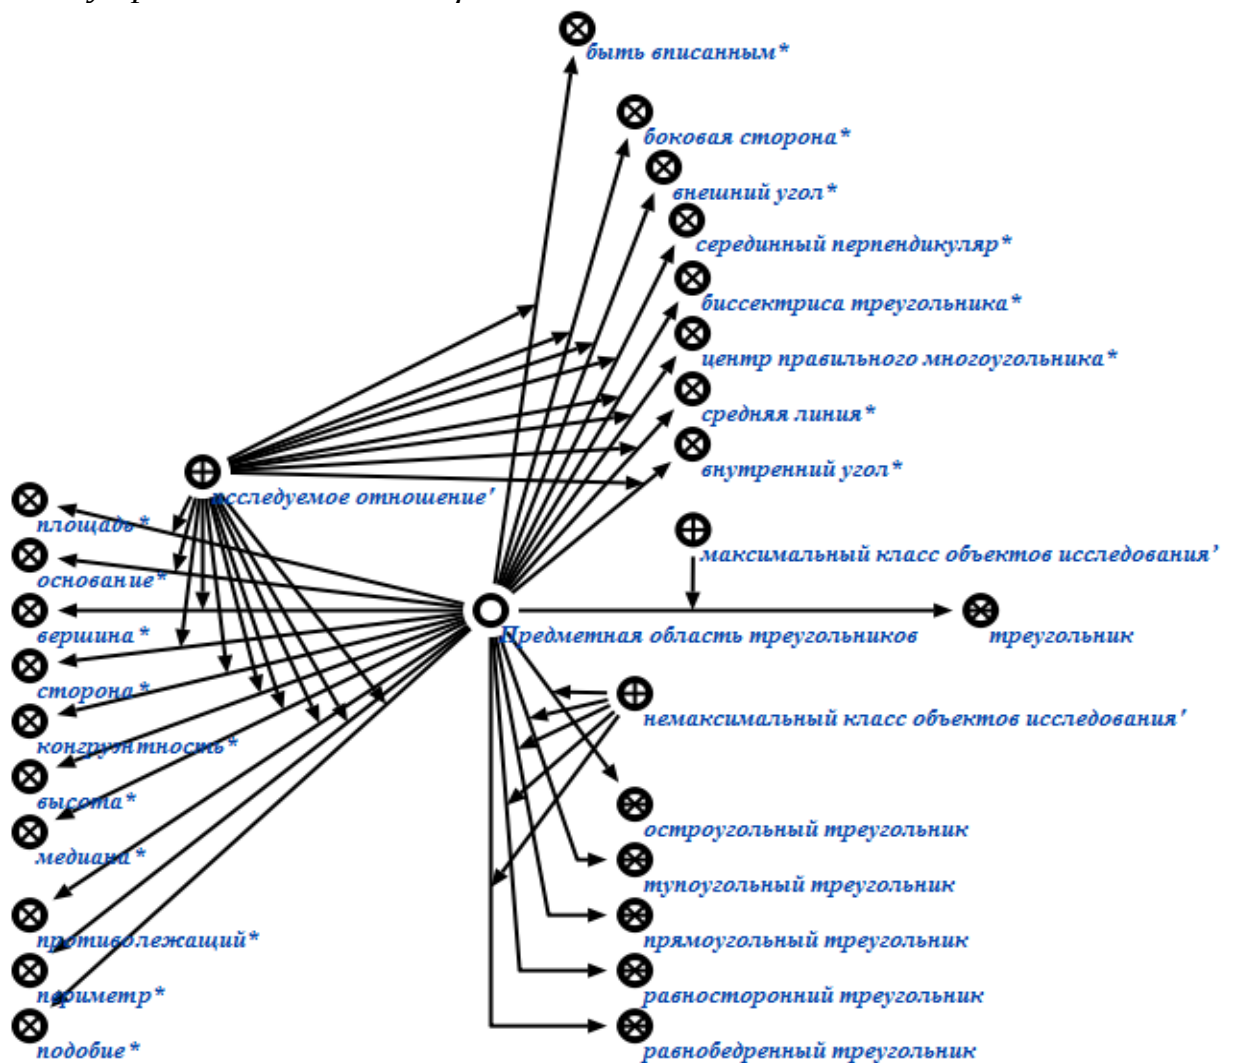 быть вписанным*
боковая сторона*
внешний угол*
серединный перпендикуляр*
биссектриса треугольника*
центр правильного многоугольника*
средняя линия*
внутренний угол*
исследуемое отношение'
площадь*
основание*
вершина*
сторона*
конгруэнтность*
высота*
медиана*
противолежащий*
периметр*
подобие*
максимальный класс объектов исследования'
Предметная область треугольников
треугольник
немаксимальный класс объектов исследования'
остроугольный треугольник
тупоугольный треугольник
прямоугольный треугольник
равносторонний треугольник
равнобедренный треугольник